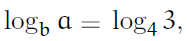 log_b a = log_4 3,